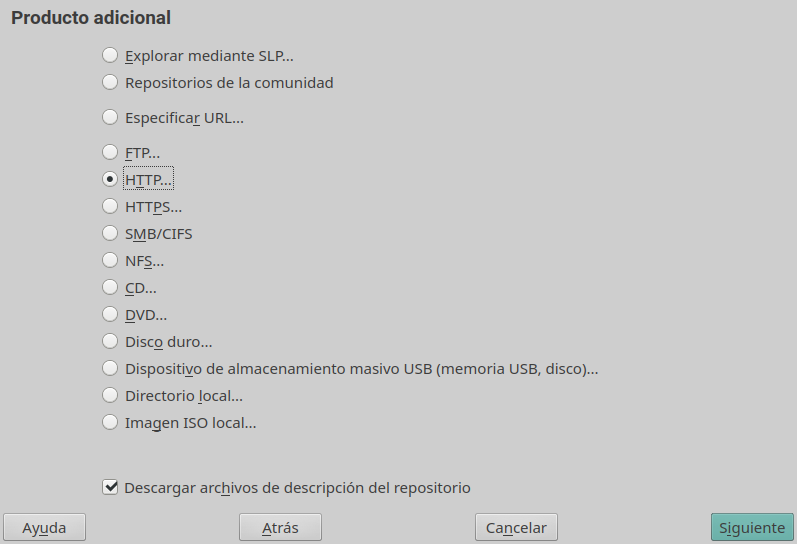 Producto adicional
Explorar mediante SLP...
Repositorios de la comunidad
Especificar URL...
FTP...
HTTP...
HTTPS...
SMB/CIFS
NFS...
CD...
DVD...
Disco duro...
Dispositivo de almacenamiento masivo USB (memoria USB, disco)...
Directorio local...
Imagen ISO local...
Descargar archivos de descripción del repositorio
Ayuda Atrás Cancelar Siguiente